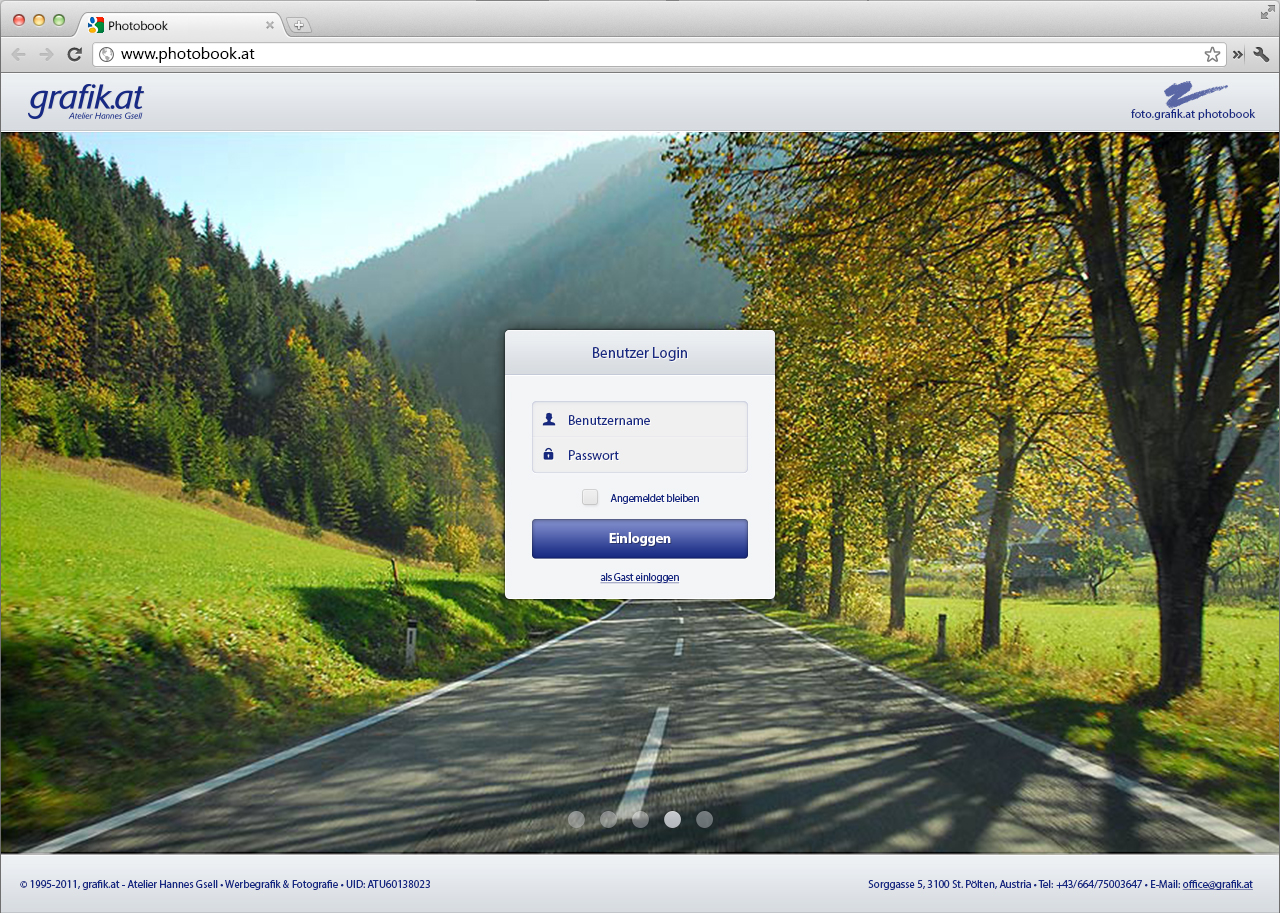 Photobook
www.photobook.at
grafik.at
Atelier Hannes Gsell
foto.grafik.at photobook
Benutzer Login
Benutzername
Passwort
Angemeldet bleiben
Einloggen
als Gast einloggen
© 1995-2011, grafik.at - Atelier Hannes Gsell • Werbegrafik & Fotografie • UID: ATU60138023
Sorggasse 5, 3100 St. Pölten, Austria • Tel: +43/664/75003647 • E-Mail: office@grafik.at